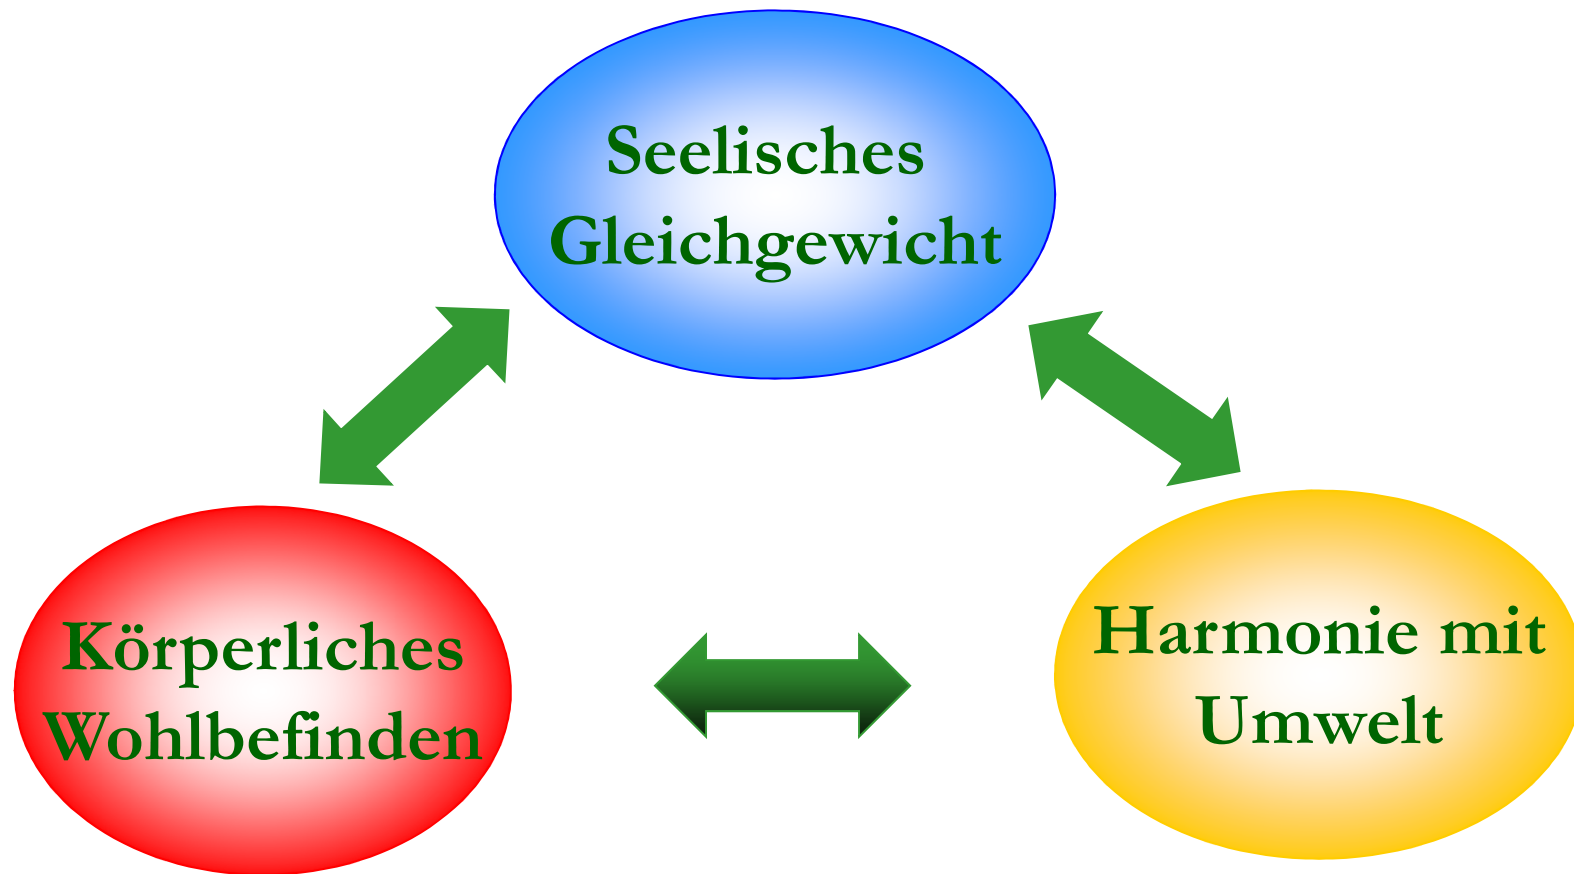 Seelisches
Gleichgewicht
Körperliches
Wohlbefinden
Harmonie mit
Umwelt